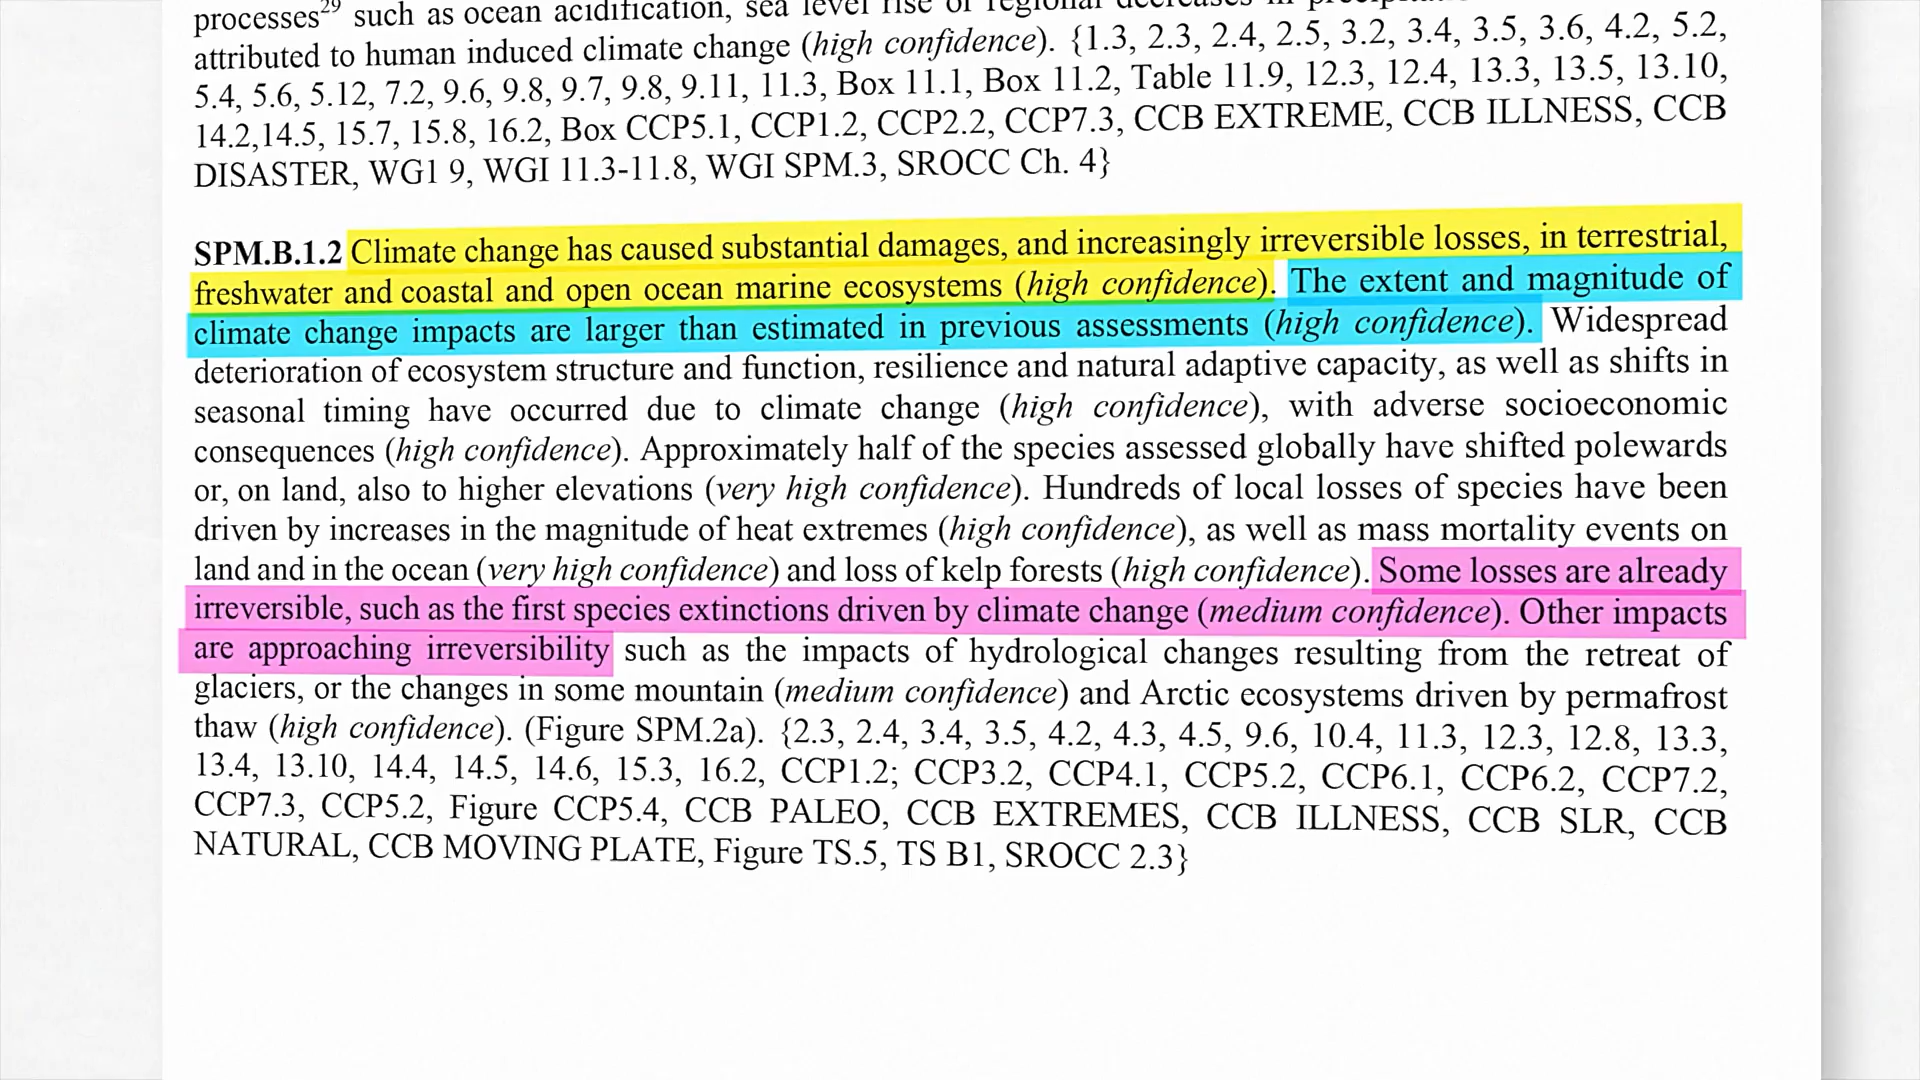 processes29 such as ocean acidification, sea level rise or regional decreases in
attributed to human induced climate change (high confidence). {1.3, 2.3, 2.4, 2.5, 3.2, 3.4, 3.5, 3.6, 4.2, 5.2,
5.4, 5.6, 5.12, 7.2, 9.6, 9.8, 9.7, 9.8, 9.11, 11.3, Box 11.1, Box 11.2, Table 11.9, 12.3, 12.4, 13.3, 13.5, 13.10,
14.2,14.5, 15.7, 15.8, 16.2, Box CCP5.1, CCP1.2, CCP2.2, CCP7.3, CCB EXTREME, CCB ILLNESS, CCB
DISASTER, WG1 9, WGI 11.3-11.8, WGI SPM.3, SROCC Ch. 4}
SPM.B.1.2 Climate change has caused substantial damages, and increasingly irreversible losses, in terrestrial,
freshwater and coastal and open ocean marine ecosystems (high confidence). The extent and magnitude of
climate change impacts are larger than estimated in previous assessments (high confidence). Widespread
deterioration of ecosystem structure and function, resilience and natural adaptive capacity, as well as shifts in
seasonal timing have occurred due to climate change (high confidence), with adverse socioeconomic
consequences (high confidence). Approximately half of the species assessed globally have shifted polewards
or, on land, also to higher elevations (very high confidence). Hundreds of local losses of species have been
driven by increases in the magnitude of heat extremes (high confidence), as well as mass mortality events on
land and in the ocean (very high confidence) and loss of kelp forests (high confidence). Some losses are already
irreversible, such as the first species extinctions driven by climate change (medium confidence). Other impacts
are approaching irreversibility such as the impacts of hydrological changes resulting from the retreat of
glaciers, or the changes in some mountain (medium confidence) and Arctic ecosystems driven by permafrost
thaw (high confidence). (Figure SPM.2a). {2.3, 2.4, 3.4, 3.5, 4.2, 4.3, 4.5, 9.6, 10.4, 11.3, 12.3, 12.8, 13.3,
13.4, 13.10, 14.4, 14.5, 14.6, 15.3, 16.2, CCP1.2; CCP3.2, CCP4.1, CCP5.2, CCP6.1, CCP6.2, CCP7.2,
CCP7.3, CCP5.2, Figure CCP5.4, CCB PALEO, CCB EXTREMES, CCB ILLNESS, CCB SLR, CCB
NATURAL, CCB MOVING PLATE, Figure TS.5, TS B1, SROCC 2.3}